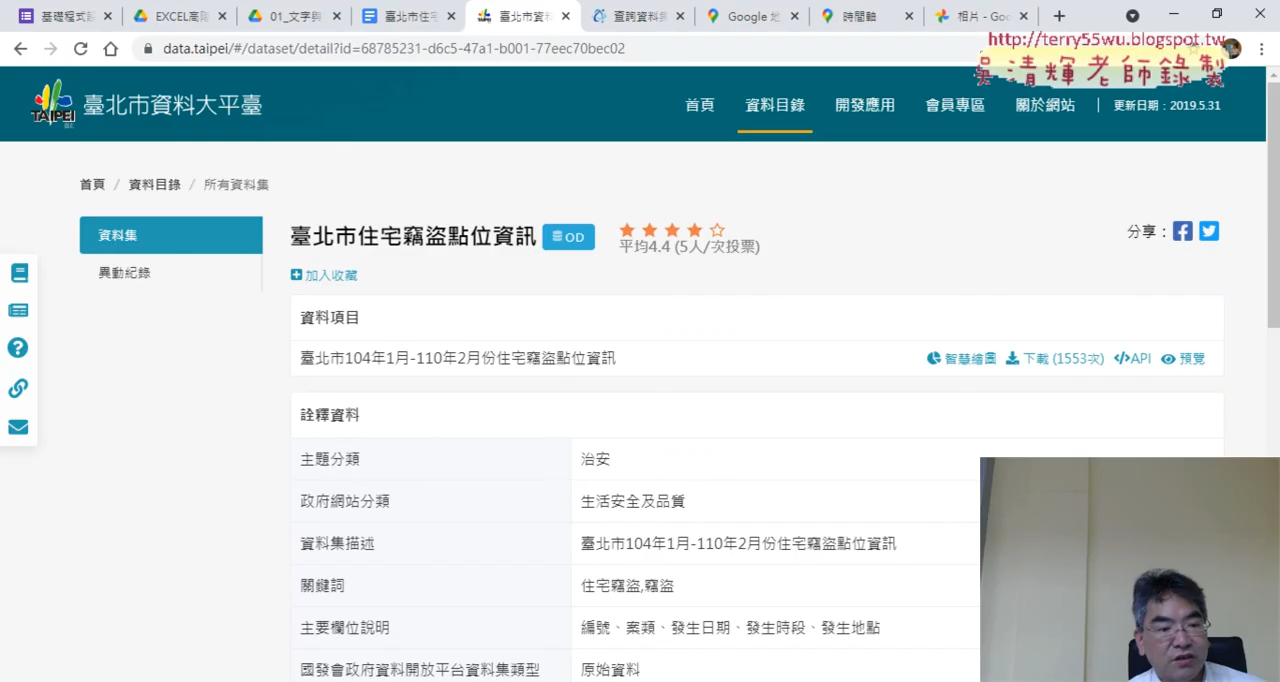 基礎程式設
EXCEL高階
01_文字與
臺北市住宅
臺北市資料
查詢資料集
Google 地
時間軸
相片 - Goo
data.taipei/#/dataset/detail?id=68785231-d6c5-47a1-b001-77eec70bec02
http://terry55wu.blogspot.tw
吳清輝老師錄製
TAIPEI
臺北市資料大平臺
首頁
資料目錄
開發應用
會員專區
關於網站
更新日期：2019.5.31
首頁 / 資料目錄 / 所有資料集
資料集
異動紀錄
臺北市住宅竊盜點位資訊
OD
平均4.4 (5人/次投票)
分享：
加入收藏
資料項目
臺北市104年1月-110年2月份住宅竊盜點位資訊
智慧繪圖 下載 (1553次) </>API 預覽
詮釋資料
主題分類 治安
政府網站分類 生活安全及品質
資料集描述 臺北市104年1月-110年2月份住宅竊盜點位資訊
關鍵詞 住宅竊盜,竊盜
主要欄位說明 編號、案類、發生日期、發生時段、發生地點
國發會政府資料開放平台資料集類型 原始資料